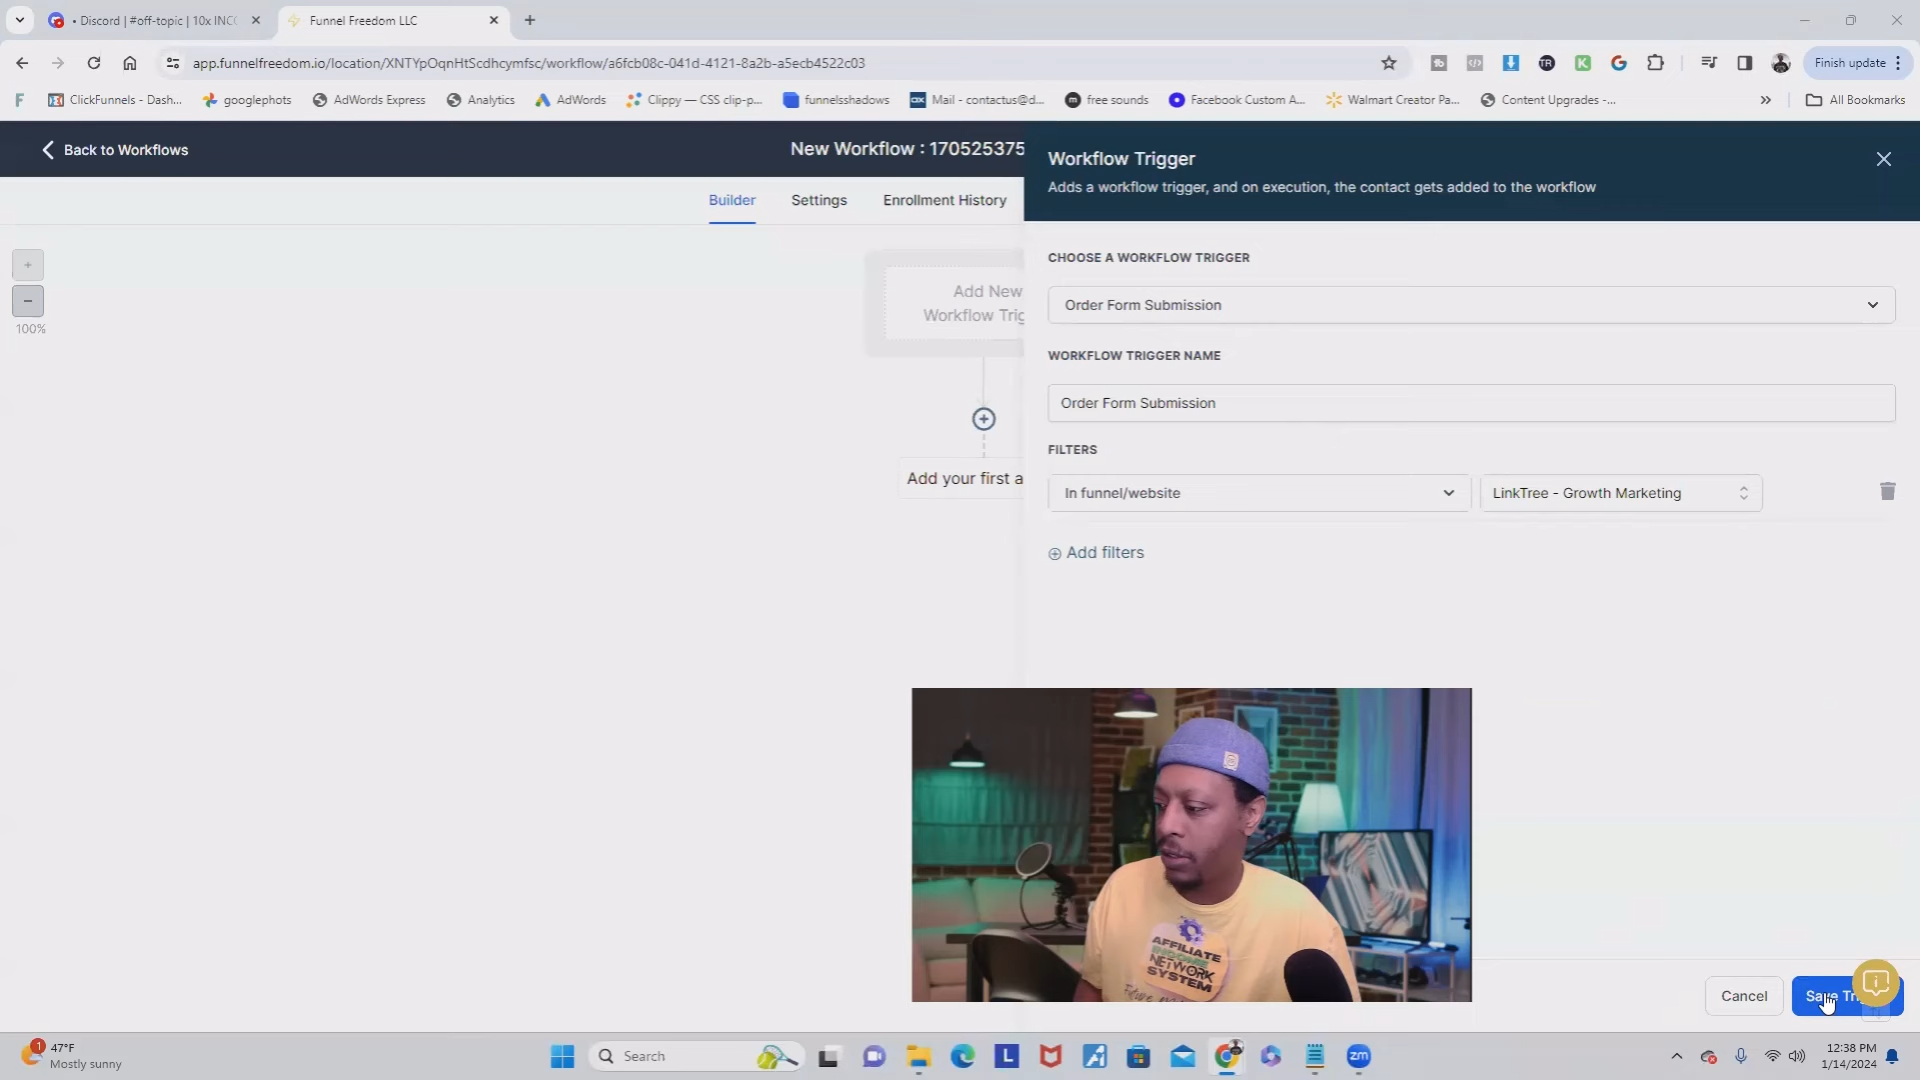 • Discord | #off-topic | 10x INC
Funnel Freedom LLC
app.funnelfreedom.io/location/XNTYpOqnHtScdhcymfsc/workflow/a6fcb08c-041d-4121-8a2b-a5ecb4522c03
Finish update
ClickFunnels - Dash...
googlephots
AdWords Express
Analytics
AdWords
Clippy — CSS clip-p...
funnelsshadows
Mail - contactus@d...
free sounds
Facebook Custom A...
Walmart Creator Pa...
Content Upgrades -...
All Bookmarks
Back to Workflows
New Workflow : 170525375
Builder
Settings
Enrollment History
100%
Add New
Workflow Trig
Add your first a
Workflow Trigger
Adds a workflow trigger, and on execution, the contact gets added to the workflow
CHOOSE A WORKFLOW TRIGGER
Order Form Submission
WORKFLOW TRIGGER NAME
Order Form Submission
FILTERS
In funnel/website
LinkTree - Growth Marketing
Add filters
AFFILIATE
INCOME
NETWORK
SYSTEM
Cancel
Save Tri
1
47°F
Mostly sunny
Search
L
zm
12:38 PM
1/14/2024